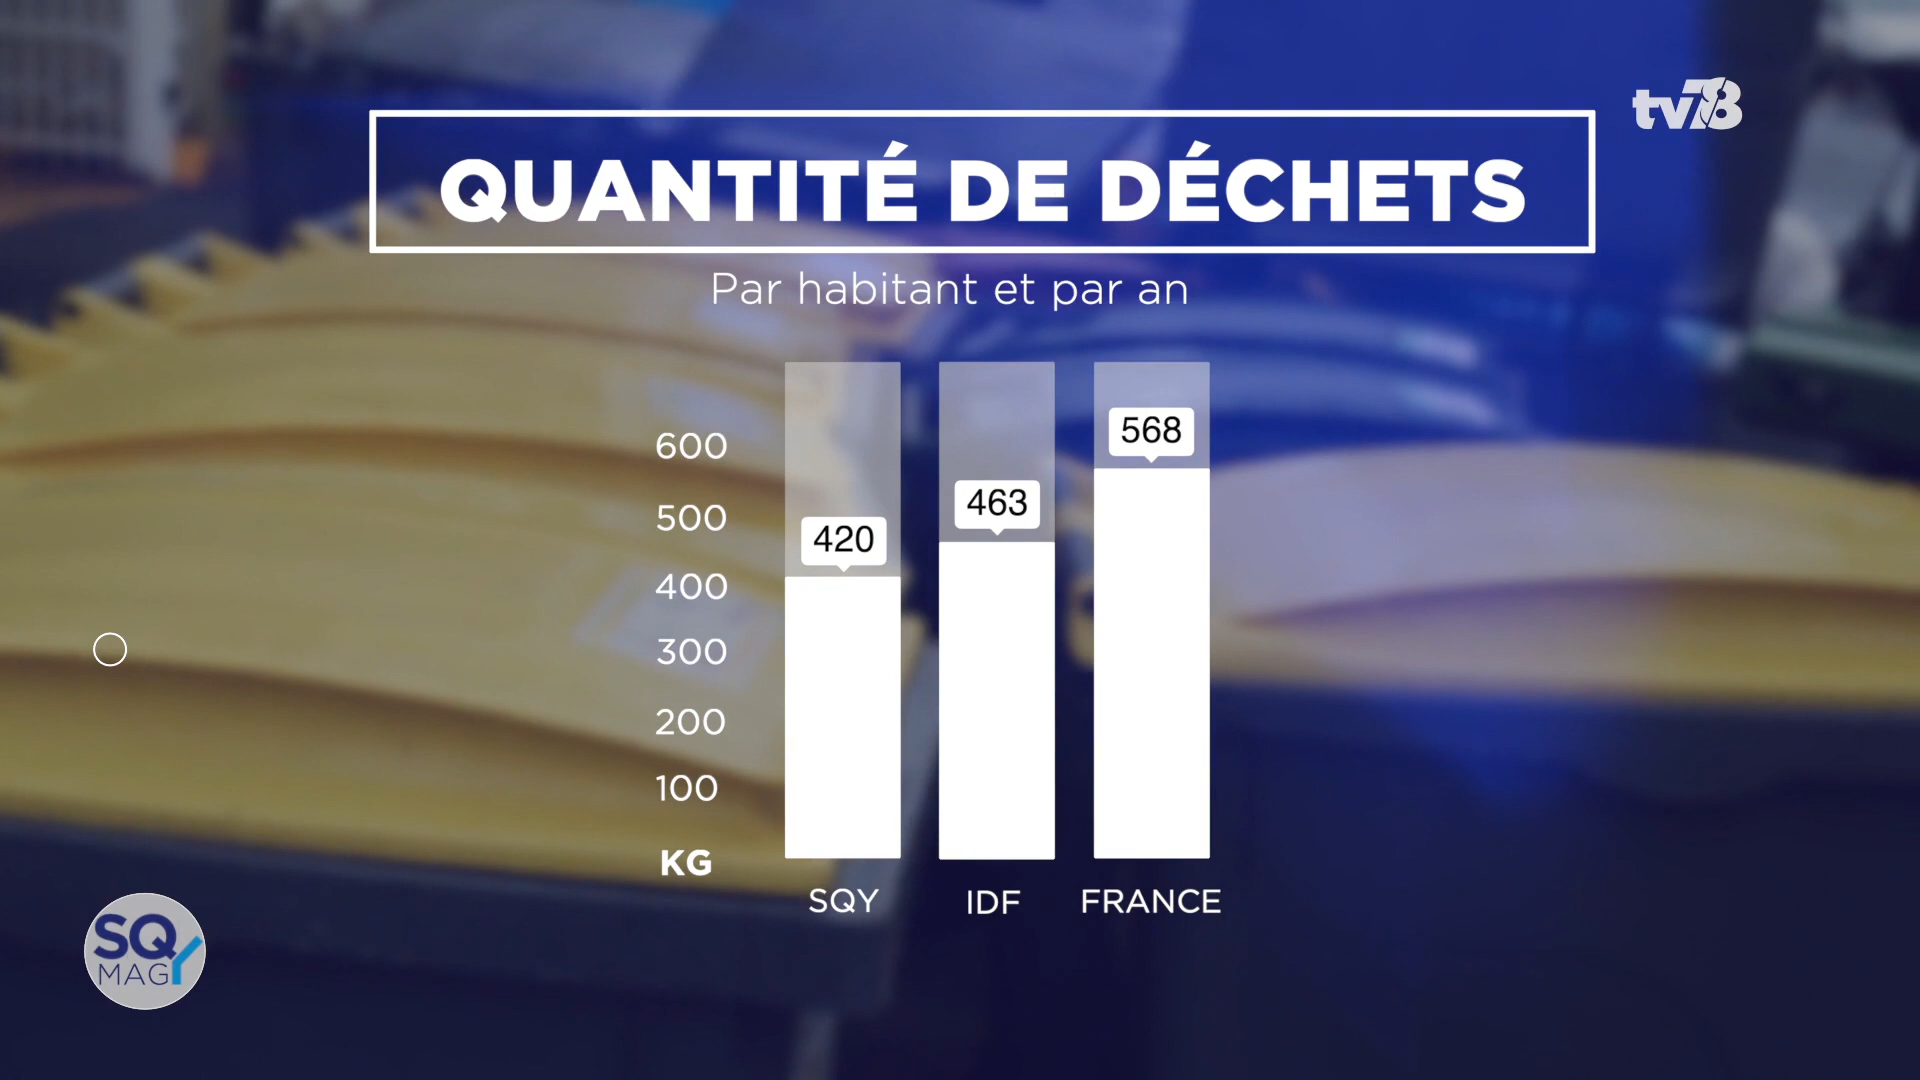 tv78
QUANTITÉ DE DÉCHETS
Par habitant et par an
600
500
400
300
200
100
KG
420
463
568
SQY
IDF
FRANCE
SQY
MAG